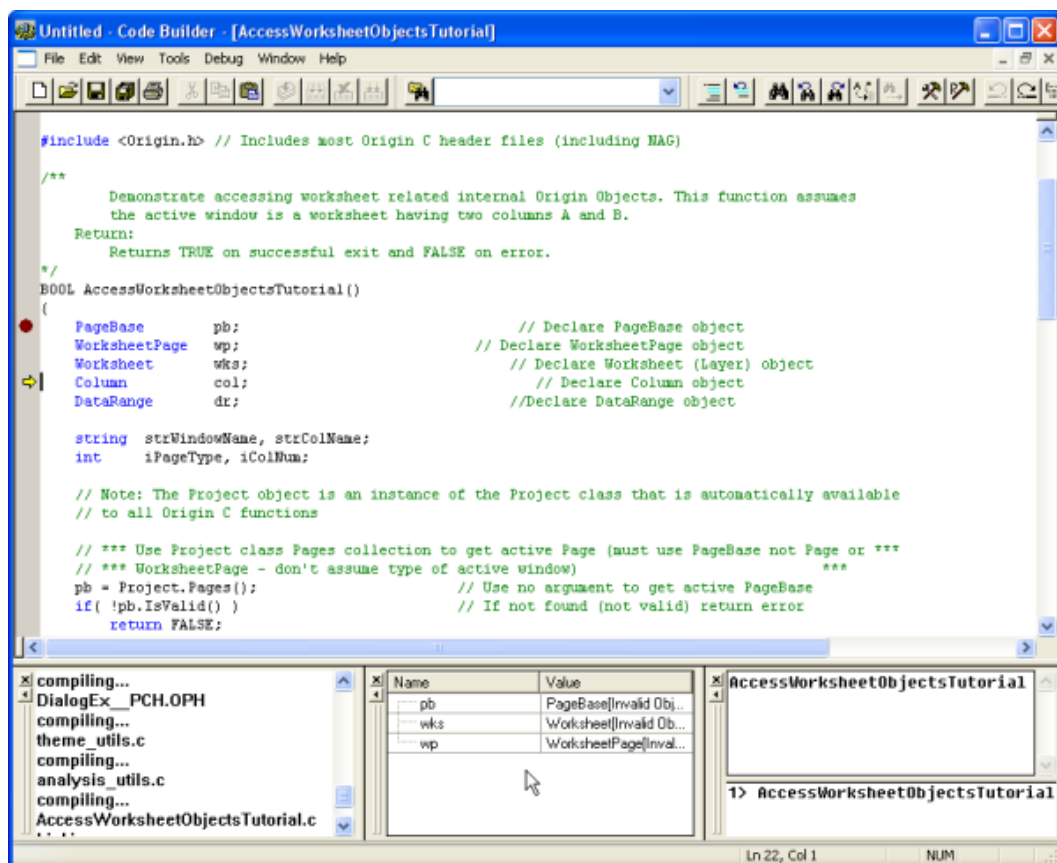 Untitled - Code Builder - [AccessWorksheetObjectsTutorial]
File Edit View Tools Debug Window Help
#include <Origin.h> // Includes most Origin C header files (including NAG)
/**
Demonstrate accessing worksheet related internal Origin Objects. This function assumes
the active window is a worksheet having two columns A and B.
Return:
Returns TRUE on successful exit and FALSE on error.
*/
BOOL AccessWorksheetObjectsTutorial()
{
PageBase pb; // Declare PageBase object
WorksheetPage wp; // Declare WorksheetPage object
Worksheet wks; // Declare Worksheet (Layer) object
Column col; // Declare Column object
DataRange dr; //Declare DataRange object
string strWindowName, strColName;
int iPageType, iColNum;
// Note: The Project object is an instance of the Project class that is automatically available
// to all Origin C functions
// *** Use Project class Pages collection to get active Page (must use PageBase not Page or ***
// *** WorksheetPage - don't assume type of active window) ***
pb = Project.Pages(); // Use no argument to get active PageBase
if( !pb.IsValid() ) // If not found (not valid) return error
return FALSE;
compiling...
DialogEx__PCH.OPH
compiling...
theme_utils.c
compiling...
analysis_utils.c
compiling...
AccessWorksheetObjectsTutorial.c
Name Value
pb PageBase[Invalid Obj...
wks Worksheet[Invalid Ob...
wp WorksheetPage[Inval...
AccessWorksheetObjectsTutorial
1> AccessWorksheetObjectsTutorial
Ln 22, Col 1 NUM